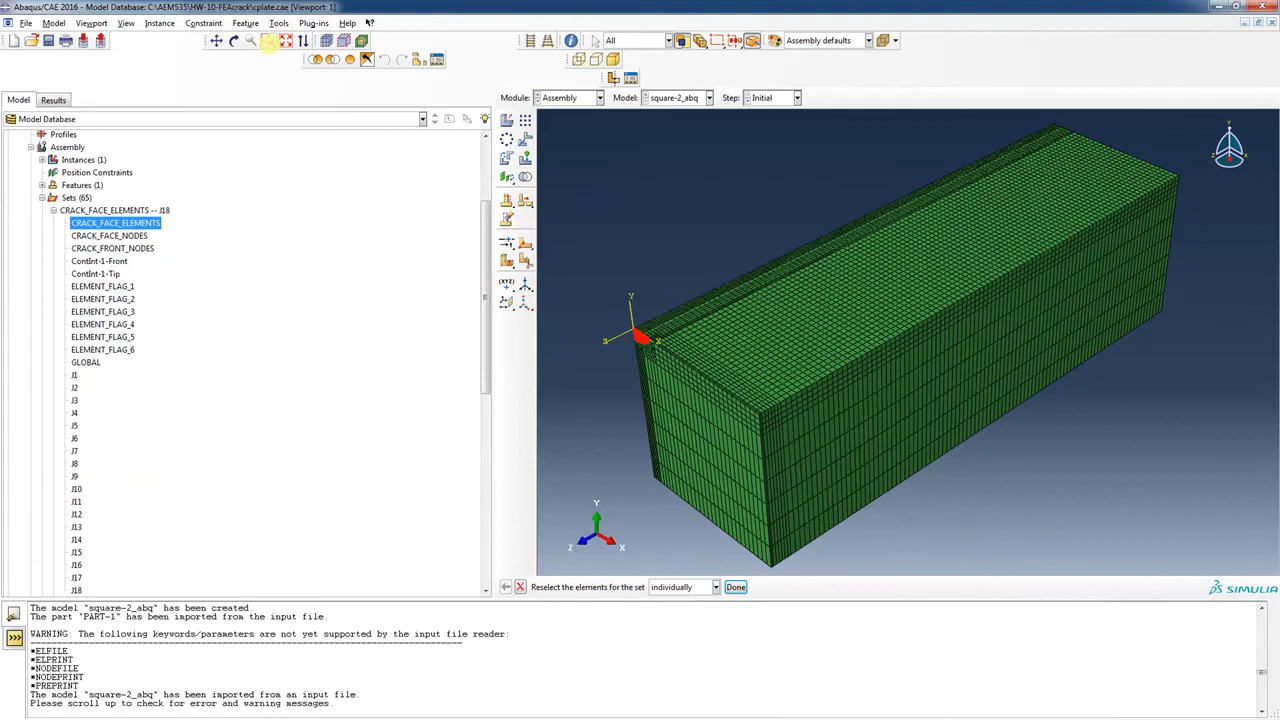 Abaqus/CAE 2016 - Model Database: C:\AEM535\HW-10-FEAcrack\cplate.cae [Viewport: 1]
File Model Viewport View Instance Constraint Feature Tools Plug-ins Help
All Assembly defaults
Model Results Module: Assembly Model: square-2_abq Step: Initial
Model Database
Profiles
Assembly
Instances (1)
Position Constraints
Features (1)
Sets (65)
CRACK_FACE_ELEMENTS -- J18
CRACK_FACE_ELEMENTS
CRACK_FACE_NODES
CRACK_FRONT_NODES
ContInt-1-Front
ContInt-1-Tip
ELEMENT_FLAG_1
ELEMENT_FLAG_2
ELEMENT_FLAG_3
ELEMENT_FLAG_4
ELEMENT_FLAG_5
ELEMENT_FLAG_6
GLOBAL
J1
J2
J3
J4
J5
J6
J7
J8
J9
J10
J11
J12
J13
J14
J15
J16
J17
J18
(XYZ)
Y
Z
Y
Z
X
Reselect the elements for the set individually Done
SIMULIA
The model "square-2_abq" has been created.
The part "PART-1" has been imported from the input file.
WARNING: The following keywords/parameters are not yet supported by the input file reader:
*ELFILE
*ELPRINT
*NODEFILE
*NODEPRINT
*PREPRINT
The model "square-2_abq" has been imported from an input file.
Please scroll up to check for error and warning messages.